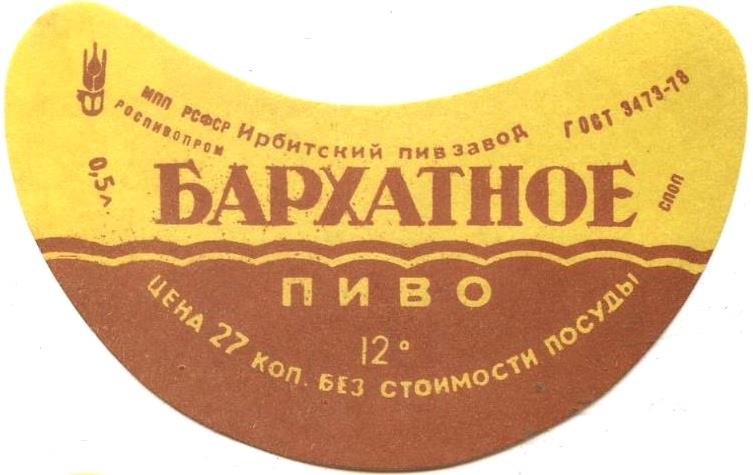 МПП РСФСР
РОСПИВОПРОМ
Ирбитский пивзавод
ГОСТ 3473-78
0,5 л.
БАРХАТНОЕ
СПОП
ПИВО
12°
ЦЕНА 27 КОП. БЕЗ СТОИМОСТИ ПОСУДЫ